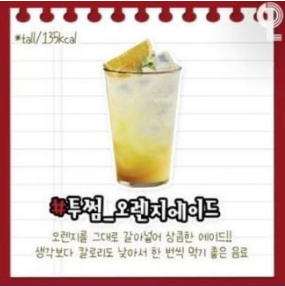 *tall/135kcal
#투썸_오렌지에이드
오렌지를 그대로 갈아넣어 상큼한 에이드!!
생각보다 칼로리도 낮아서 한 번씩 먹기 좋은 음료